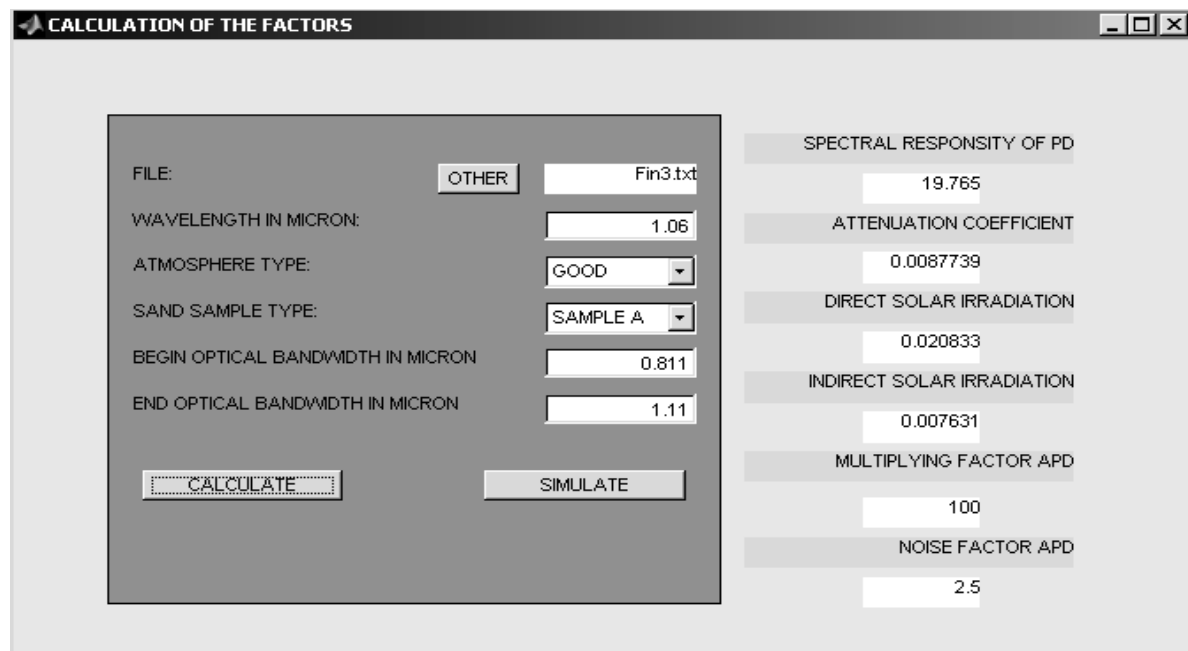 CALCULATION OF THE FACTORS
FILE:
OTHER
Fin3.txt
WAVELENGTH IN MICRON:
1.06
ATMOSPHERE TYPE:
GOOD
SAND SAMPLE TYPE:
SAMPLE A
BEGIN OPTICAL BANDWIDTH IN MICRON
0.811
END OPTICAL BANDWIDTH IN MICRON
1.11
CALCULATE
SIMULATE
SPECTRAL RESPONSITY OF PD
19.765
ATTENUATION COEFFICIENT
0.0087739
DIRECT SOLAR IRRADIATION
0.020833
INDIRECT SOLAR IRRADIATION
0.007631
MULTIPLYING FACTOR APD
100
NOISE FACTOR APD
2.5